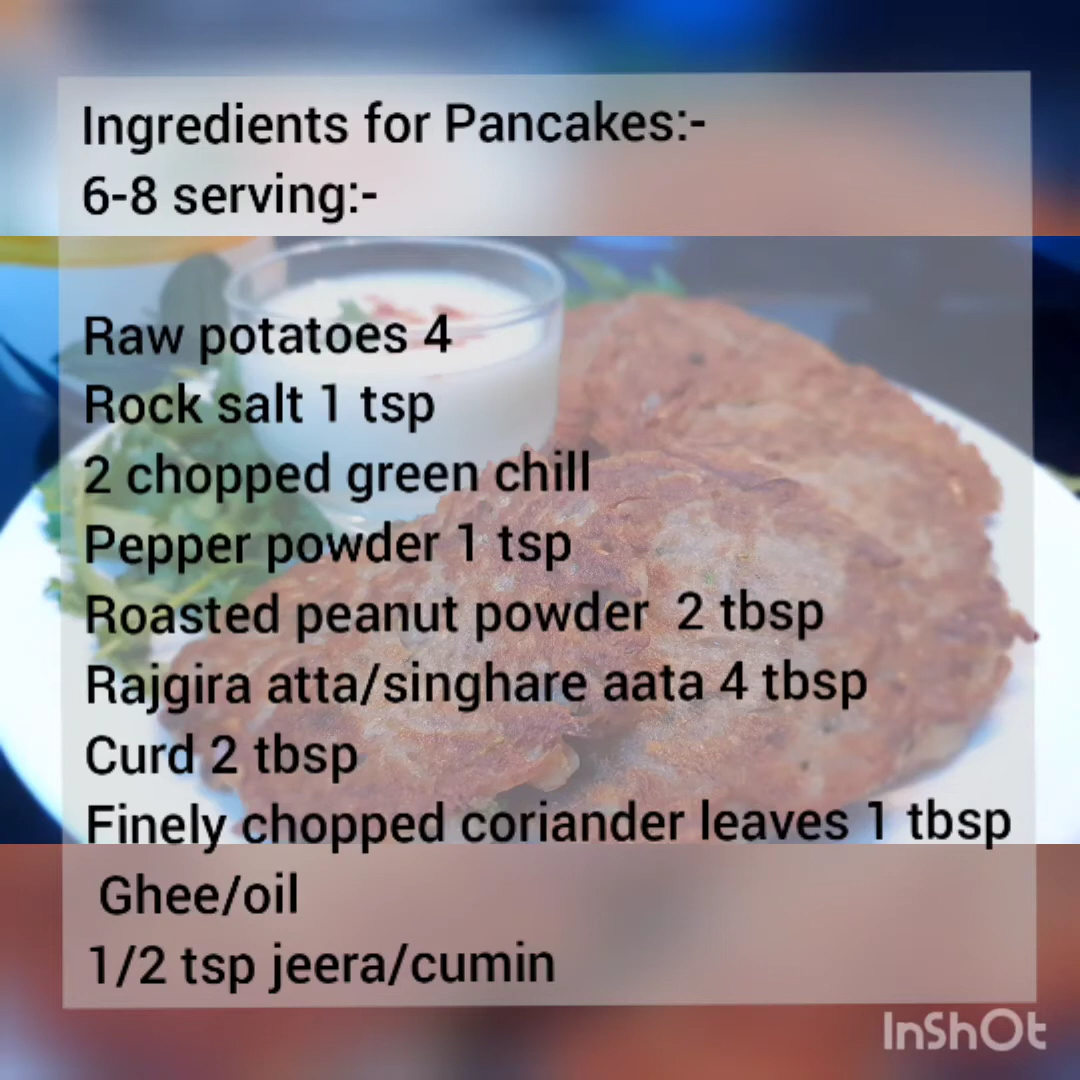 Ingredients for Pancakes:-
6-8 serving:-
Raw potatoes 4
Rock salt 1 tsp
2 chopped green chill
Pepper powder 1 tsp
Roasted peanut powder 2 tbsp
Rajgira atta/singhare aata 4 tbsp
Curd 2 tbsp
Finely chopped coriander leaves 1 tbsp
Ghee/oil
1/2 tsp jeera/cumin
InShOt